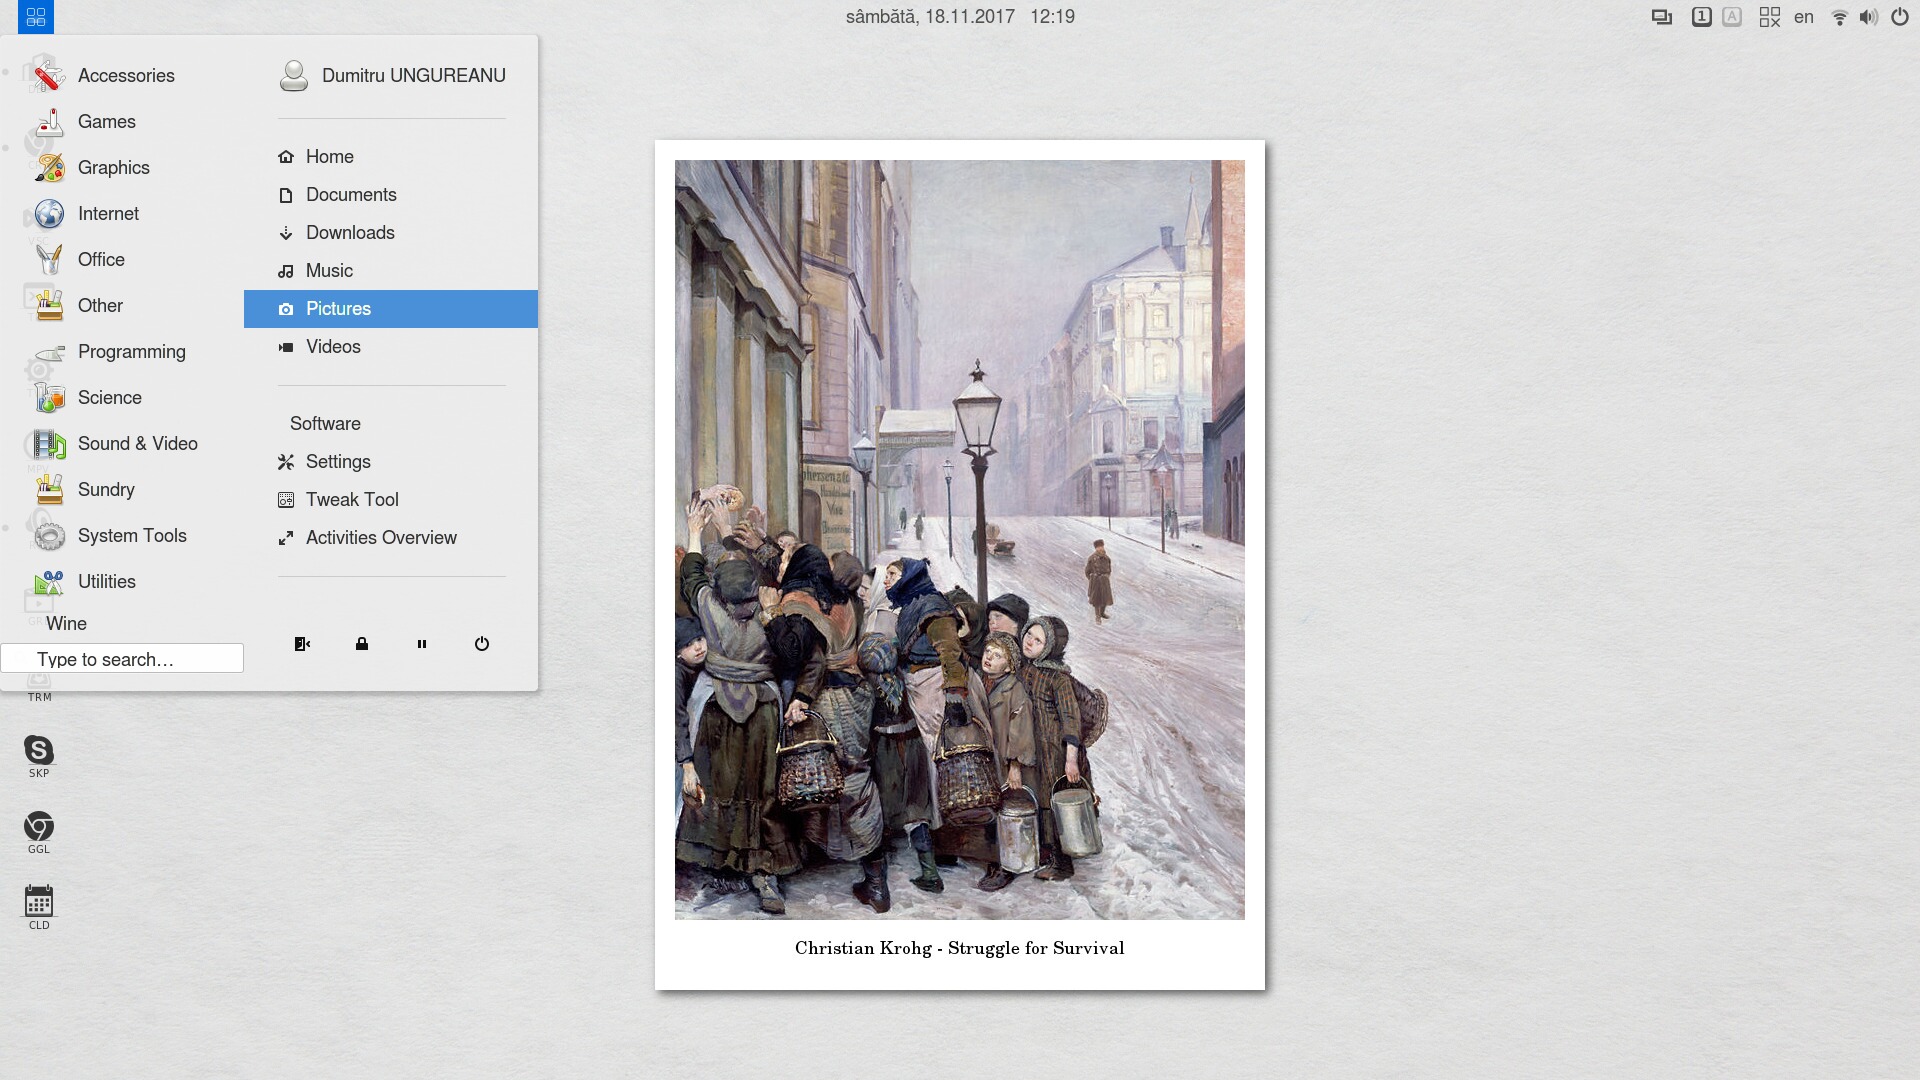 sâmbătă, 18.11.2017 12:19
1
A
en
Accessories
Games
Graphics
Internet
Office
Other
Programming
Science
Sound & Video
Sundry
System Tools
Utilities
Wine
Type to search...
Dumitru UNGUREANU
Home
Documents
Downloads
Music
Pictures
Videos
Software
Settings
Tweak Tool
Activities Overview
TRM
SKP
GGL
CLD
Christian Krohg - Struggle for Survival